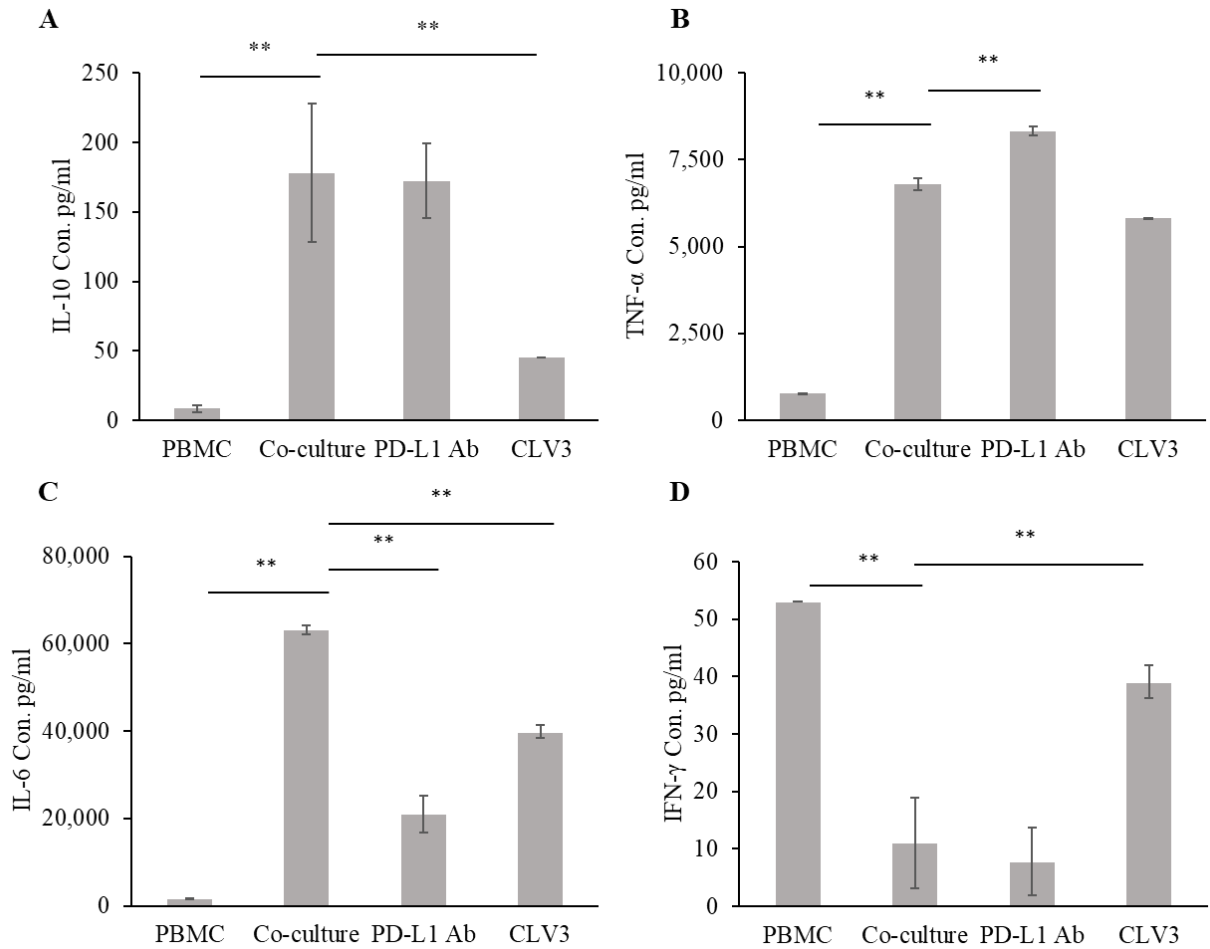 A
**
**
250
200
150
100
50
0
IL-10 Con. pg/ml
PBMC Co-culture PD-L1 Ab CLV3
B
**
**
10,000
7,500
5,000
2,500
0
TNF-α Con. pg/ml
PBMC Co-culture PD-L1 Ab CLV3
C
**
**
**
80,000
60,000
40,000
20,000
0
IL-6 Con. pg/ml
PBMC Co-culture PD-L1 Ab CLV3
D
**
**
60
50
40
30
20
10
0
IFN-γ Con. pg/ml
PBMC Co-culture PD-L1 Ab CLV3